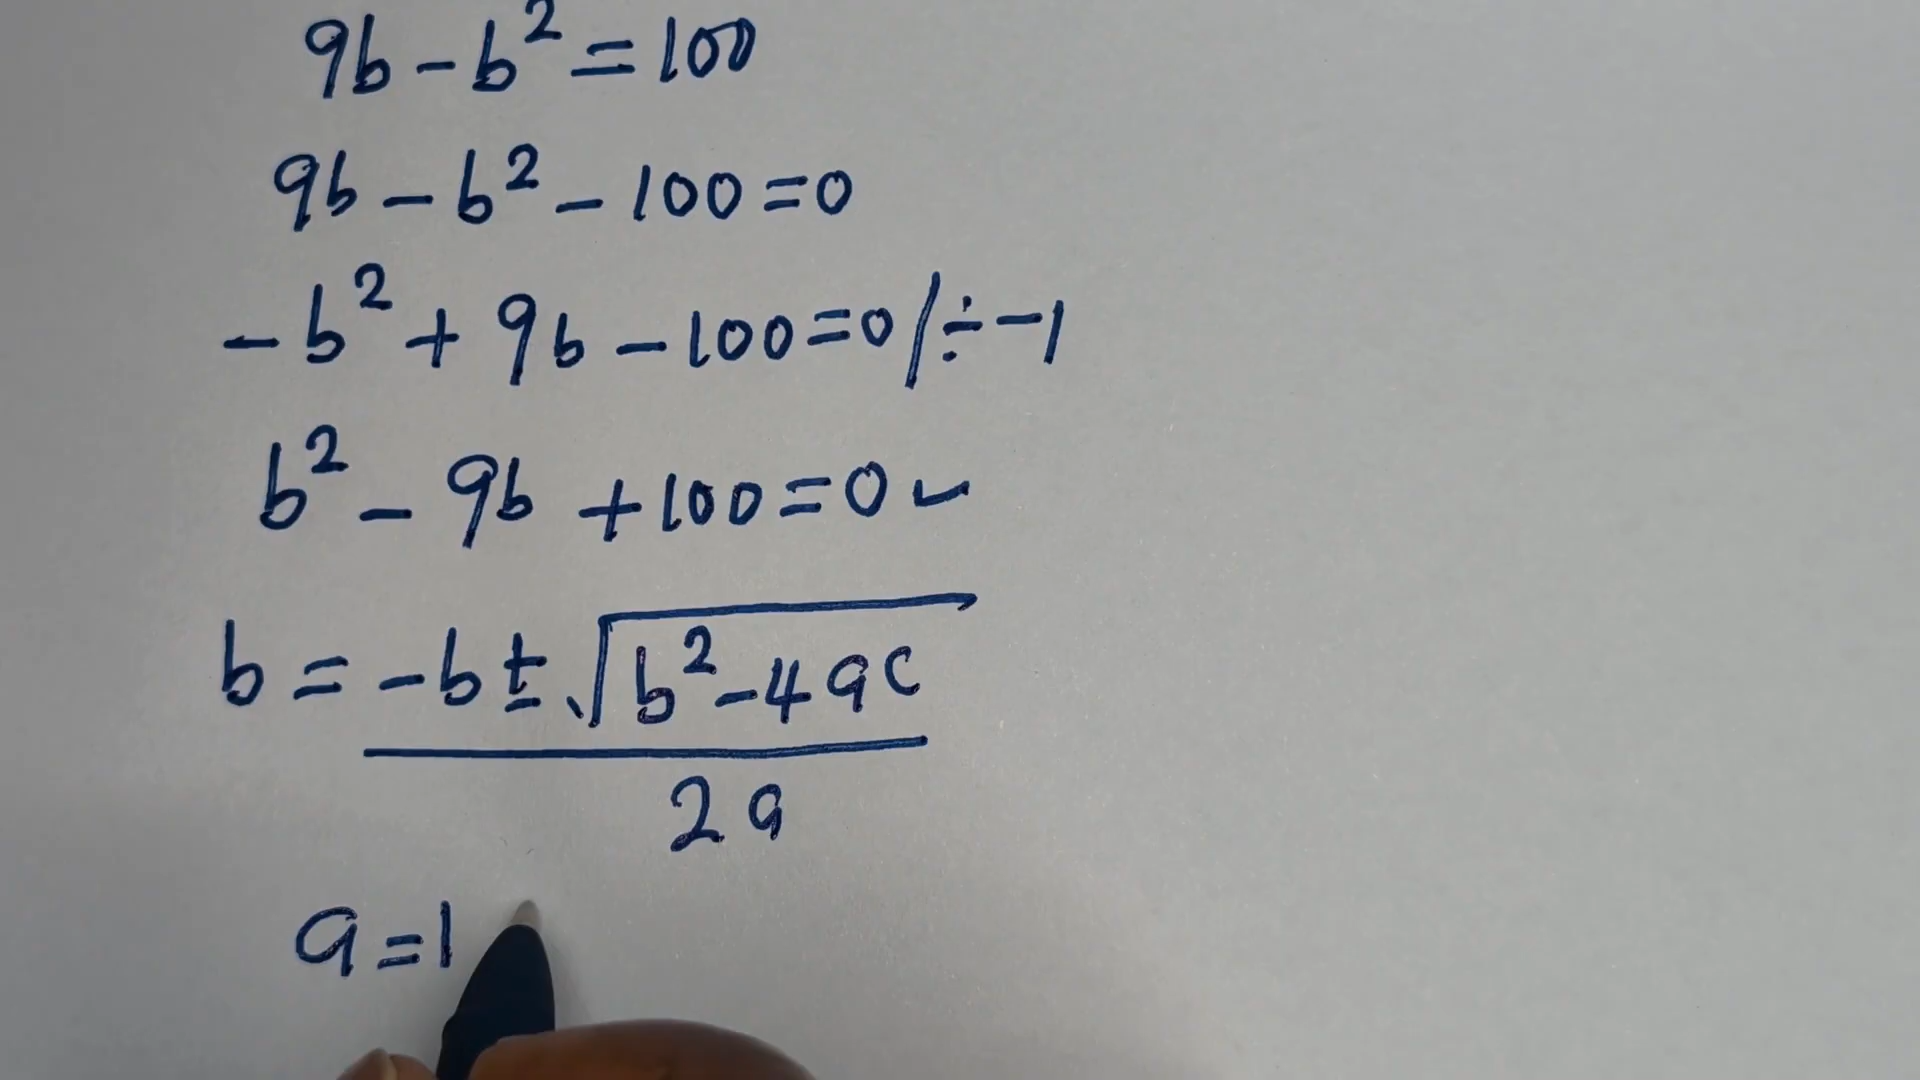 9b - b² = 100
9b - b² - 100 = 0
- b² + 9b - 100 = 0 / ÷ -1
b² - 9b + 100 = 0 ✓
b = -b ± √(b² - 4ac)
2a
a = 1